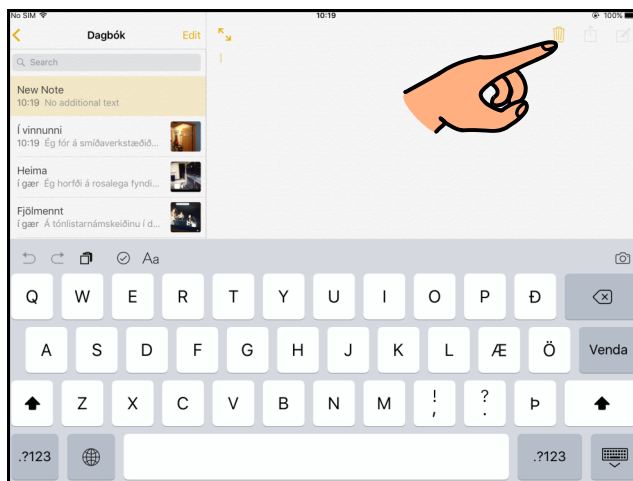 No SIM 10:19 100%
Dagbók Edit
Search
New Note
10:19 No additional text
Í vinnunni
10:19 Ég fór á smíðaverkstæðið...
Heima
í gær Ég horfði á rosalega fyndi...
Fjölmennt
í gær Á tónlistarnámskeiðinu í d...
Aa
Q W E R T Y U I O P Ð
A S D F G H J K L Æ Ö Venda
Z X C V B N M ! , ? . Þ
.?123 .?123